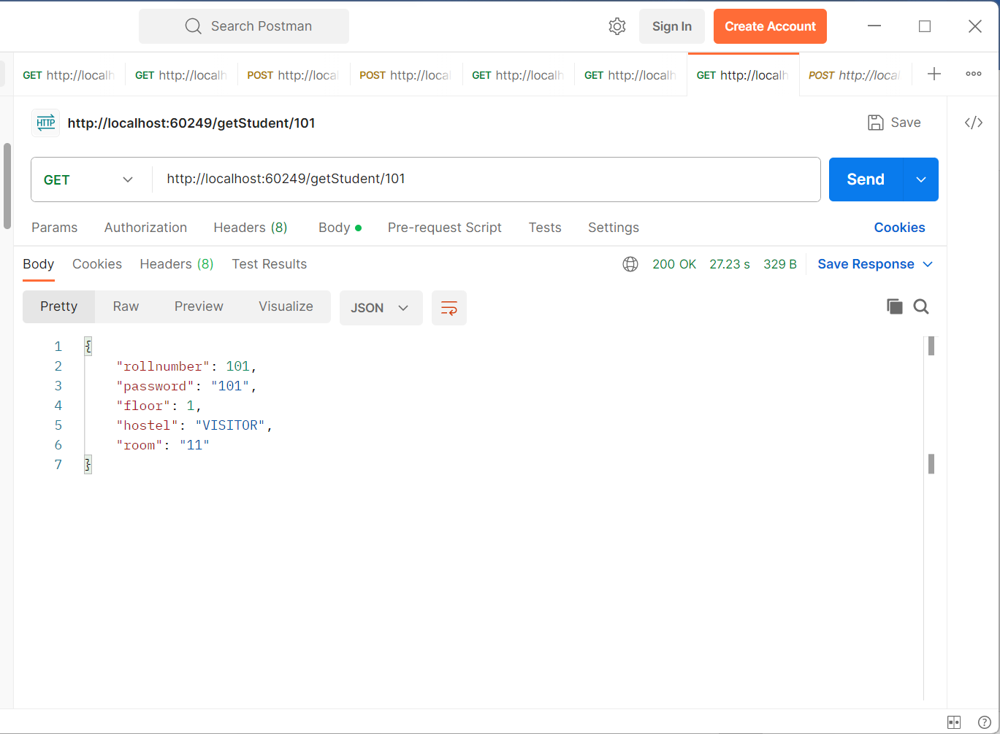 Search Postman
Sign In
Create Account
GET http://localh
GET http://localh
POST http://loca
POST http://loca
GET http://localh
GET http://localh
GET http://localh
POST http://loca
HTTP
http://localhost:60249/getStudent/101
Save
</>
GET
http://localhost:60249/getStudent/101
Send
Params
Authorization
Headers (8)
Body
Pre-request Script
Tests
Settings
Cookies
Body
Cookies
Headers (8)
Test Results
200 OK
27.23 s
329 B
Save Response
Pretty
Raw
Preview
Visualize
JSON
1 {
2 "rollnumber": 101,
3 "password": "101",
4 "floor": 1,
5 "hostel": "VISITOR",
6 "room": "11"
7 }